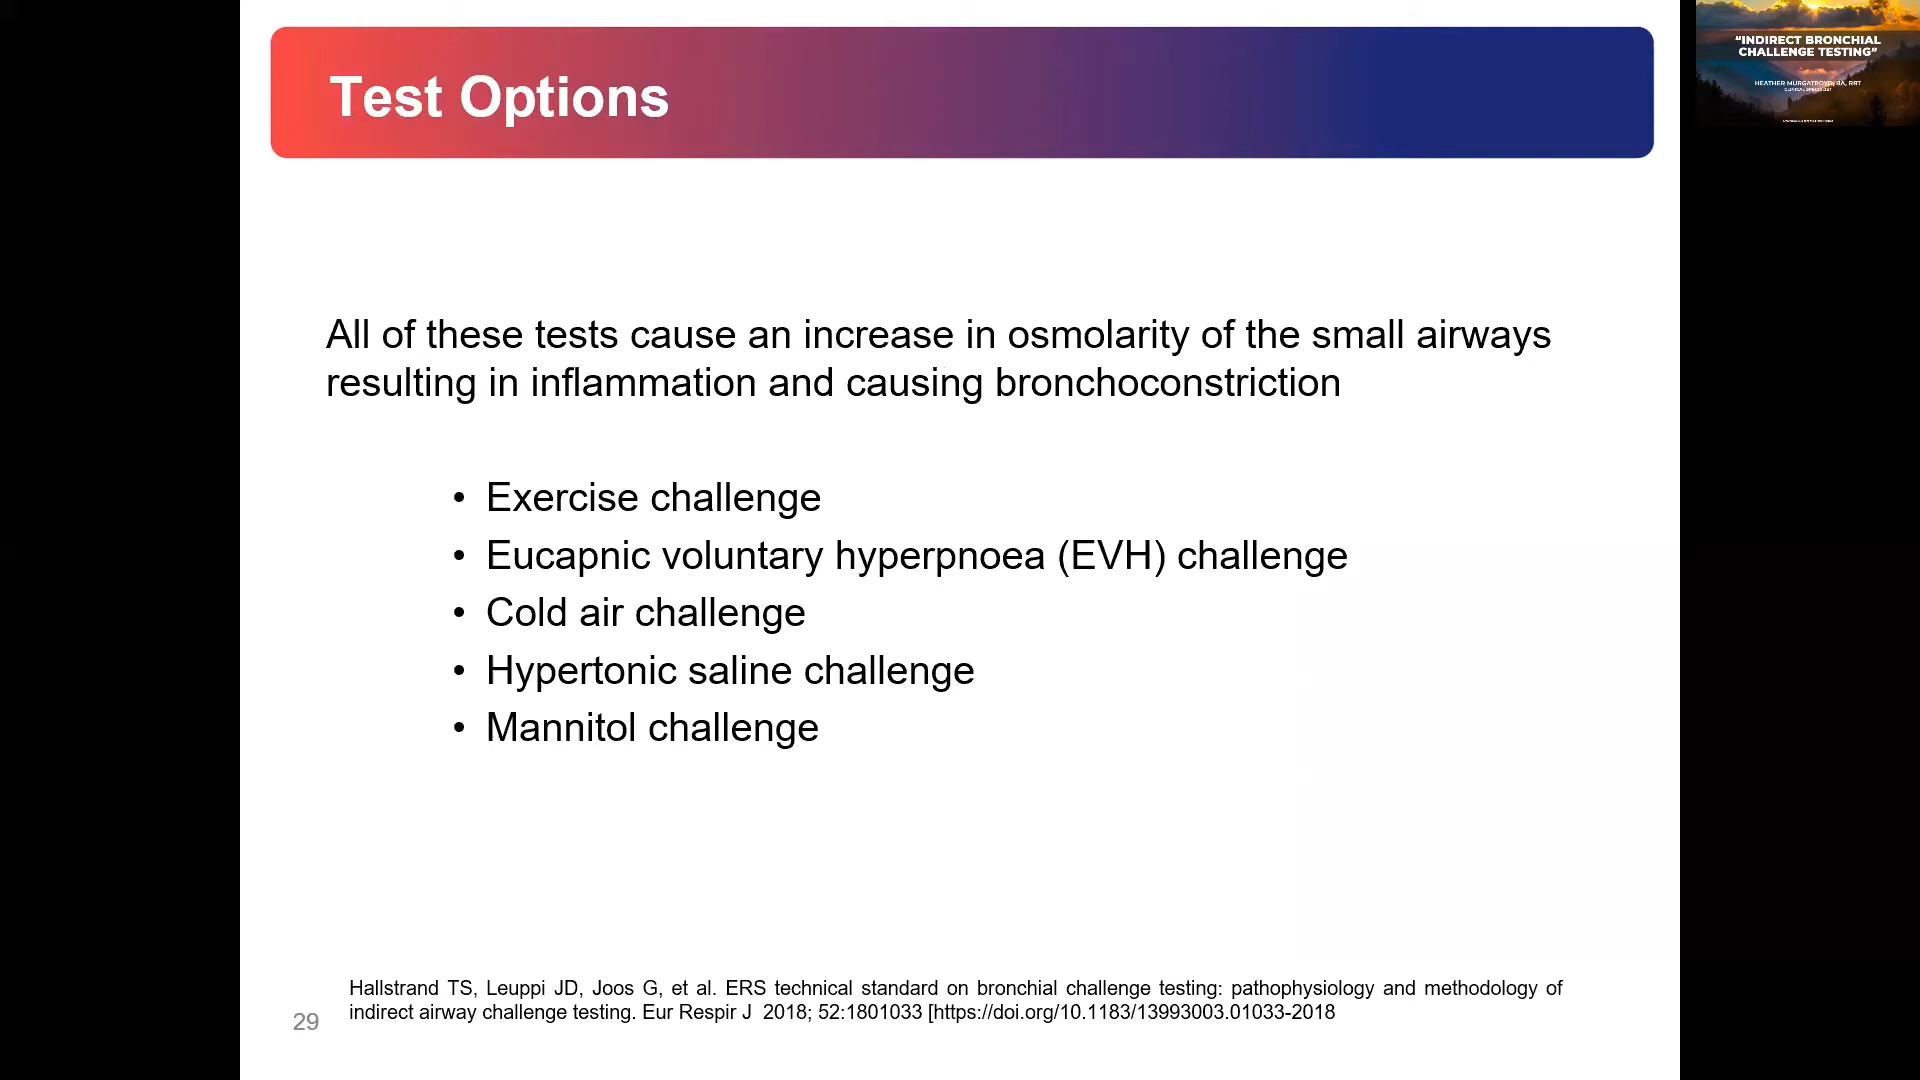 Test Options
"INDIRECT BRONCHIAL
CHALLENGE TESTING"
HEATHER MURGATROYD, BA, RRT
CLINICAL SPECIALIST
All of these tests cause an increase in osmolarity of the small airways
resulting in inflammation and causing bronchoconstriction
• Exercise challenge
• Eucapnic voluntary hyperpnoea (EVH) challenge
• Cold air challenge
• Hypertonic saline challenge
• Mannitol challenge
Hallstrand TS, Leuppi JD, Joos G, et al. ERS technical standard on bronchial challenge testing: pathophysiology and methodology of
indirect airway challenge testing. Eur Respir J 2018; 52:1801033 [https://doi.org/10.1183/13993003.01033-2018
29